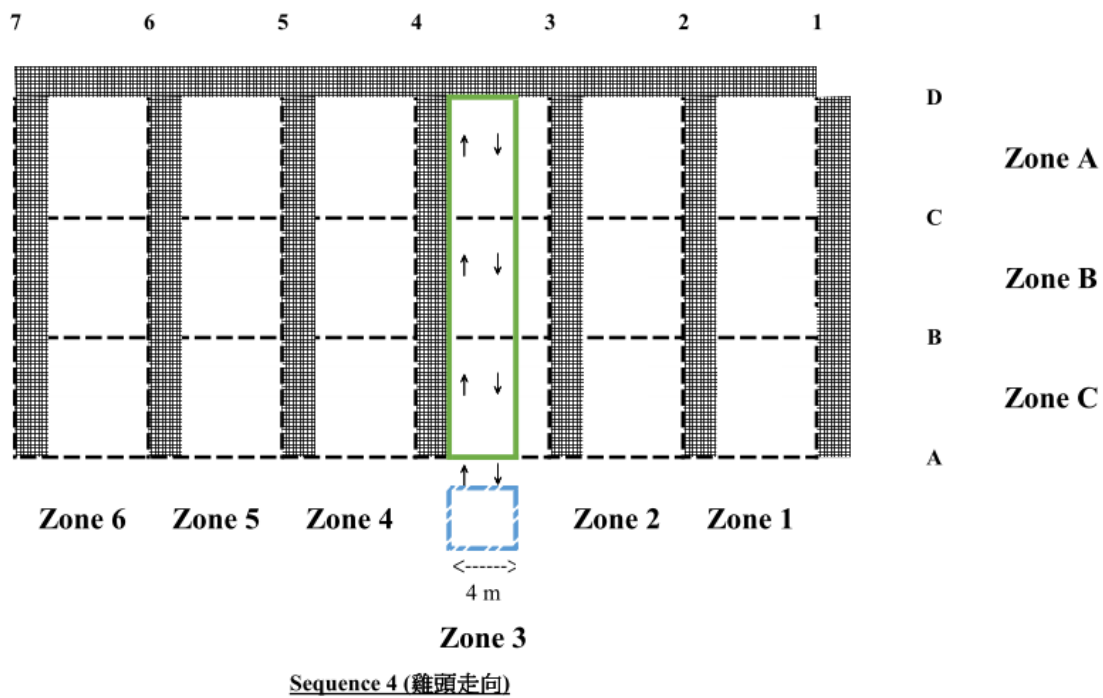 7 6 5 4 3 2 1
D
Zone A
C
Zone B
B
Zone C
A
Zone 6 Zone 5 Zone 4 Zone 2 Zone 1
<------>
4 m
Zone 3
Sequence 4 (雞頭走向)